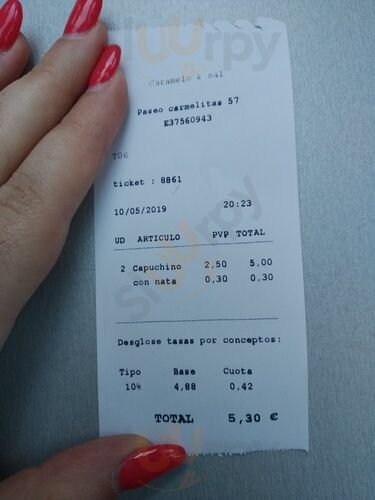 Caramelo & sal
Paseo carmelitas 57
E37560943
T06
ticket : 8861
10/05/2019 20:23
UD ARTICULO PVP TOTAL
2 Capuchino 2,50 5,00
con nata 0,30 0,30
Desglose tasas por conceptos:
Tipo Base Cuota
10% 4,88 0,42
TOTAL 5,30 €